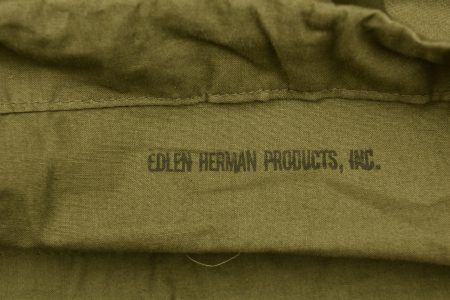 EDLEN HERMAN PRODUCTS, INC.